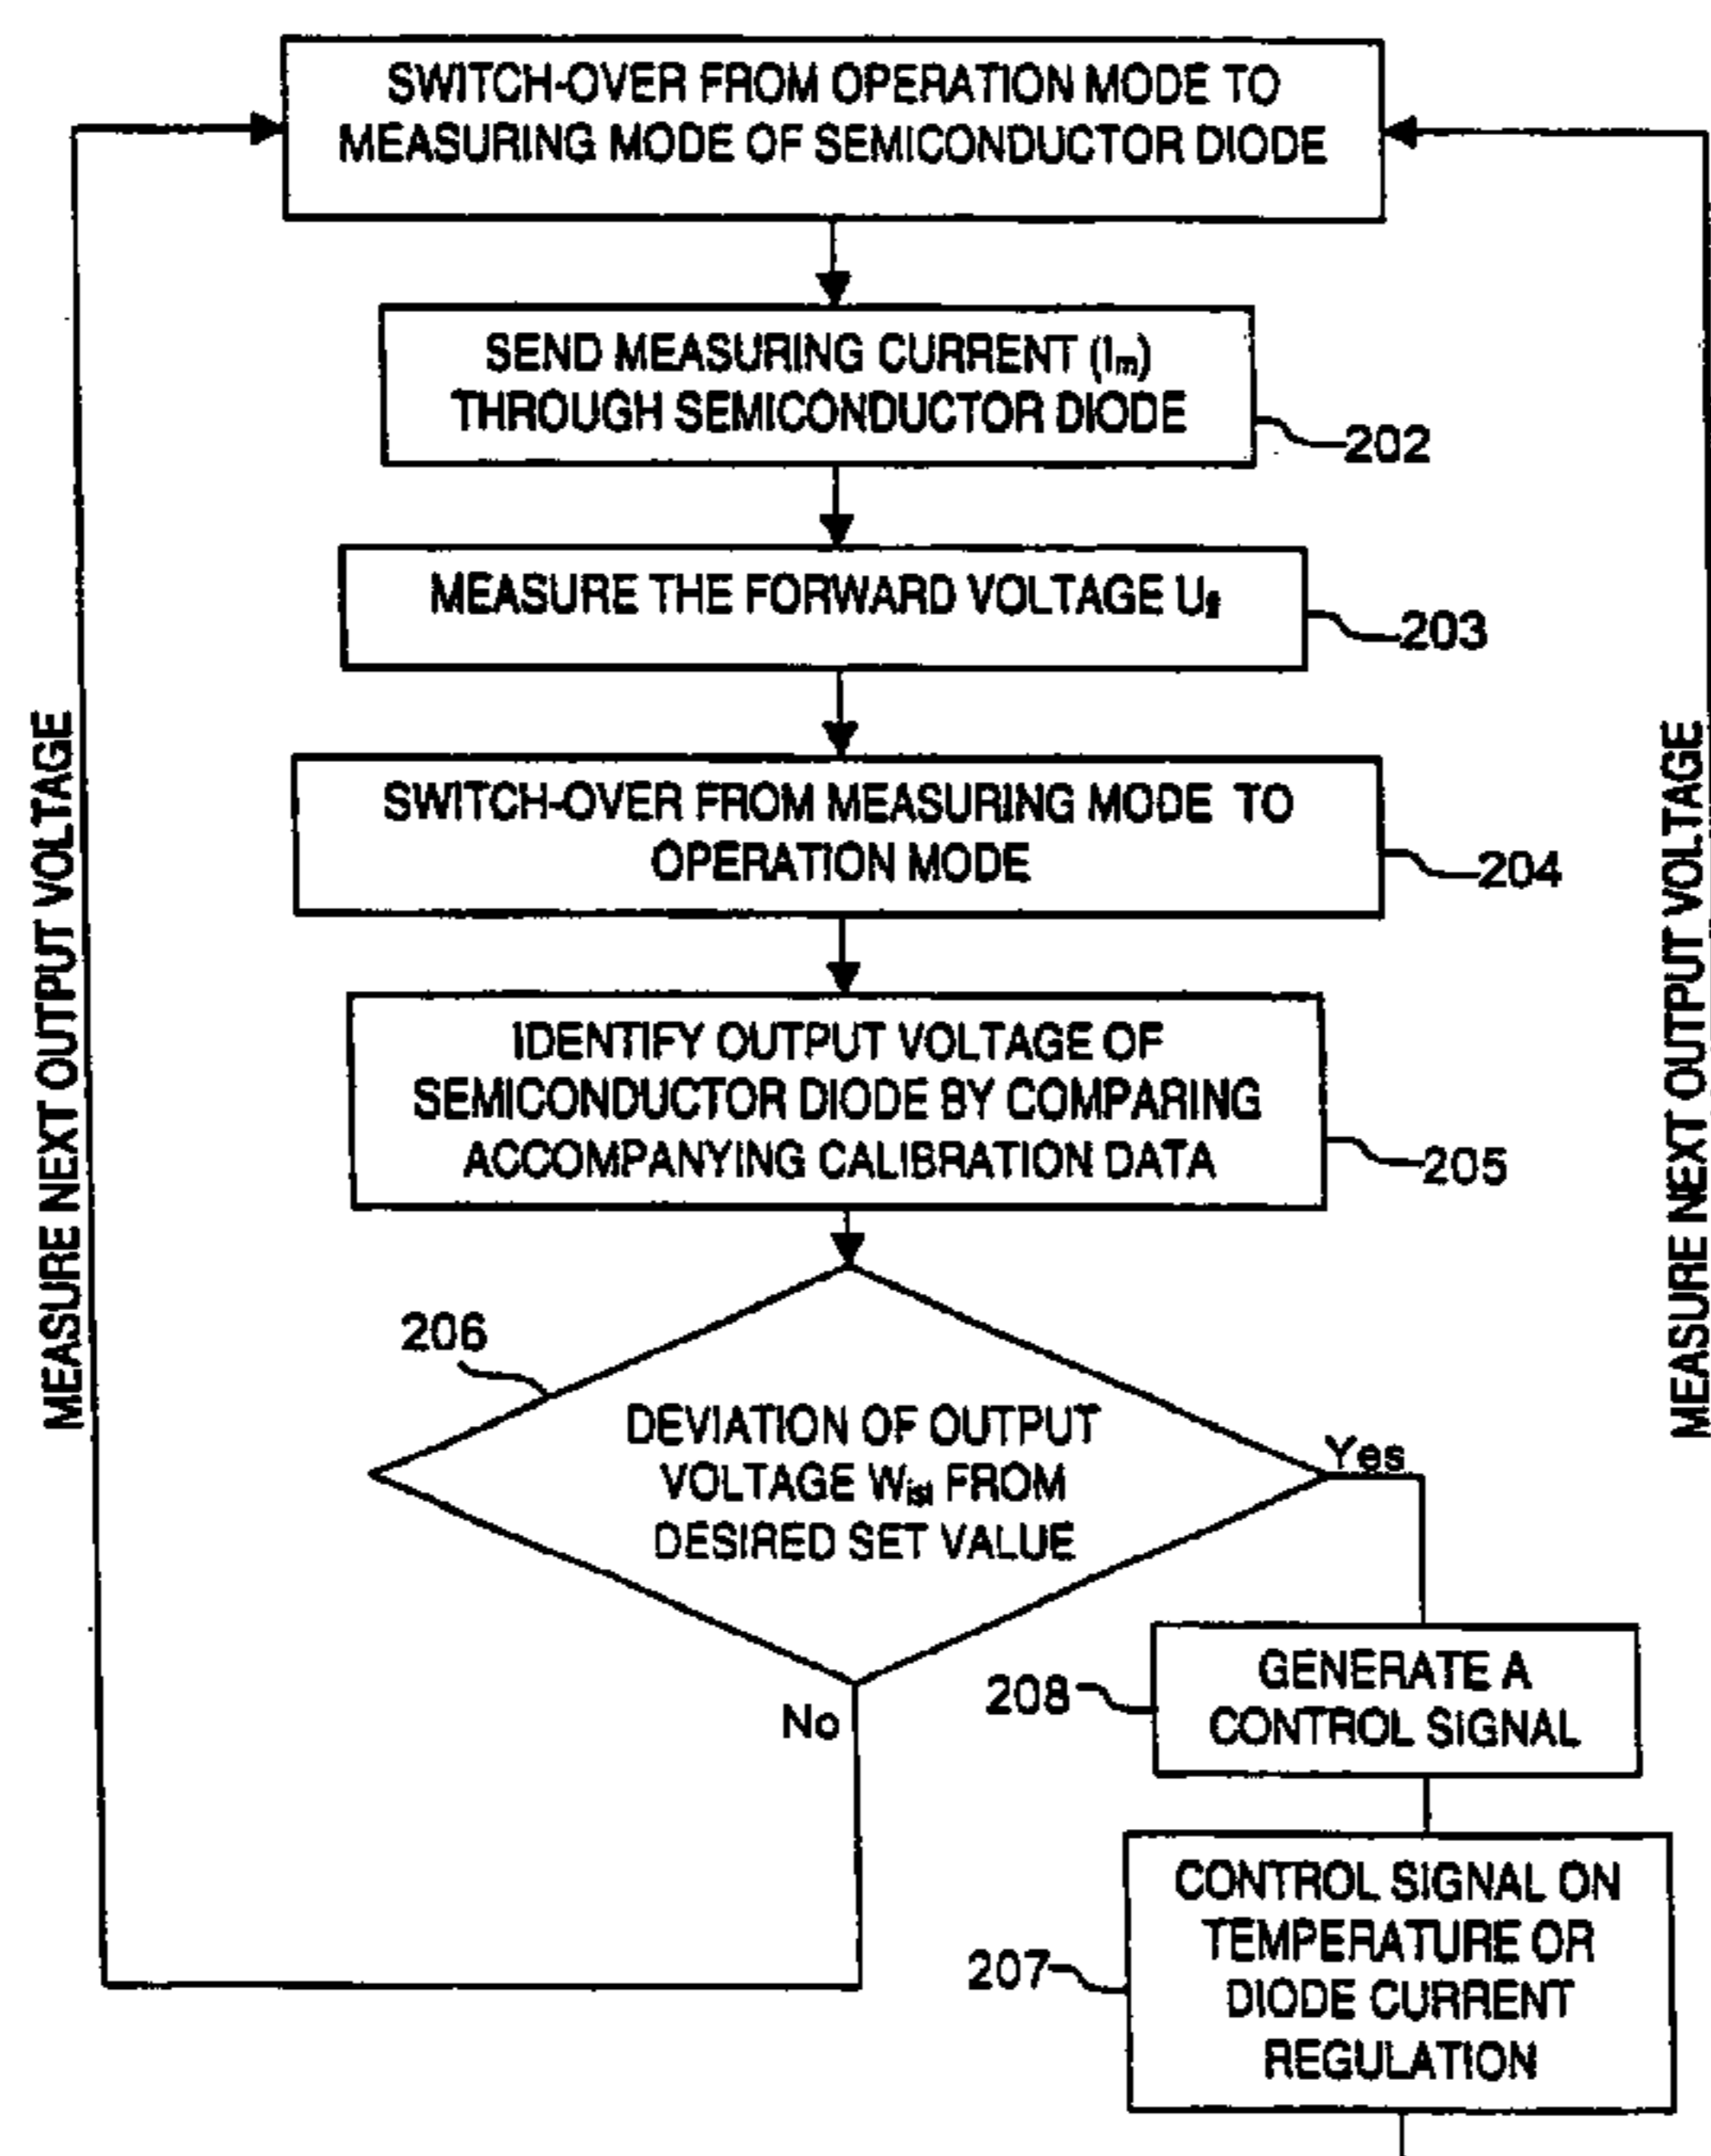 SWITCH-OVER FROM OPERATION MODE TO
MEASURING MODE OF SEMICONDUCTOR DIODE
SEND MEASURING CURRENT (Im)
THROUGH SEMICONDUCTOR DIODE
202
MEASURE THE FORWARD VOLTAGE Ufl
203
SWITCH-OVER FROM MEASURING MODE TO
OPERATION MODE
204
IDENTIFY OUTPUT VOLTAGE OF
SEMICONDUCTOR DIODE BY COMPARING
ACCOMPANYING CALIBRATION DATA
205
206
DEVIATION OF OUTPUT
VOLTAGE Wist FROM
DESIRED SET VALUE
Yes
No
208
GENERATE A
CONTROL SIGNAL
207
CONTROL SIGNAL ON
TEMPERATURE OR
DIODE CURRENT
REGULATION
MEASURE NEXT OUTPUT VOLTAGE
MEASURE NEXT OUTPUT VOLTAGE